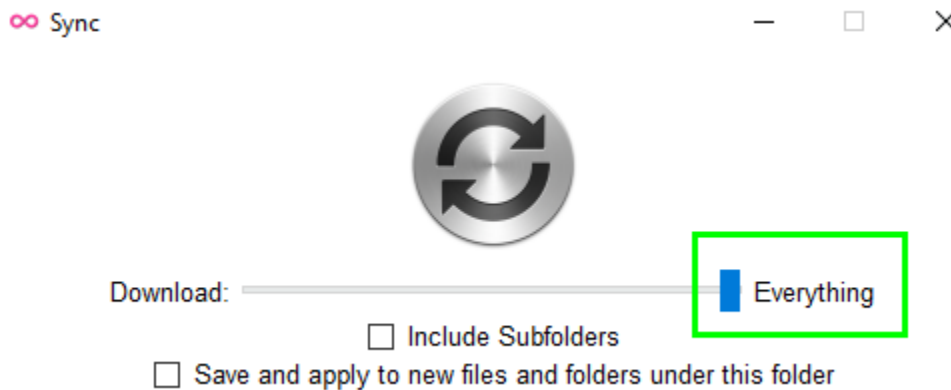 Sync
Download: Everything
Include Subfolders
Save and apply to new files and folders under this folder